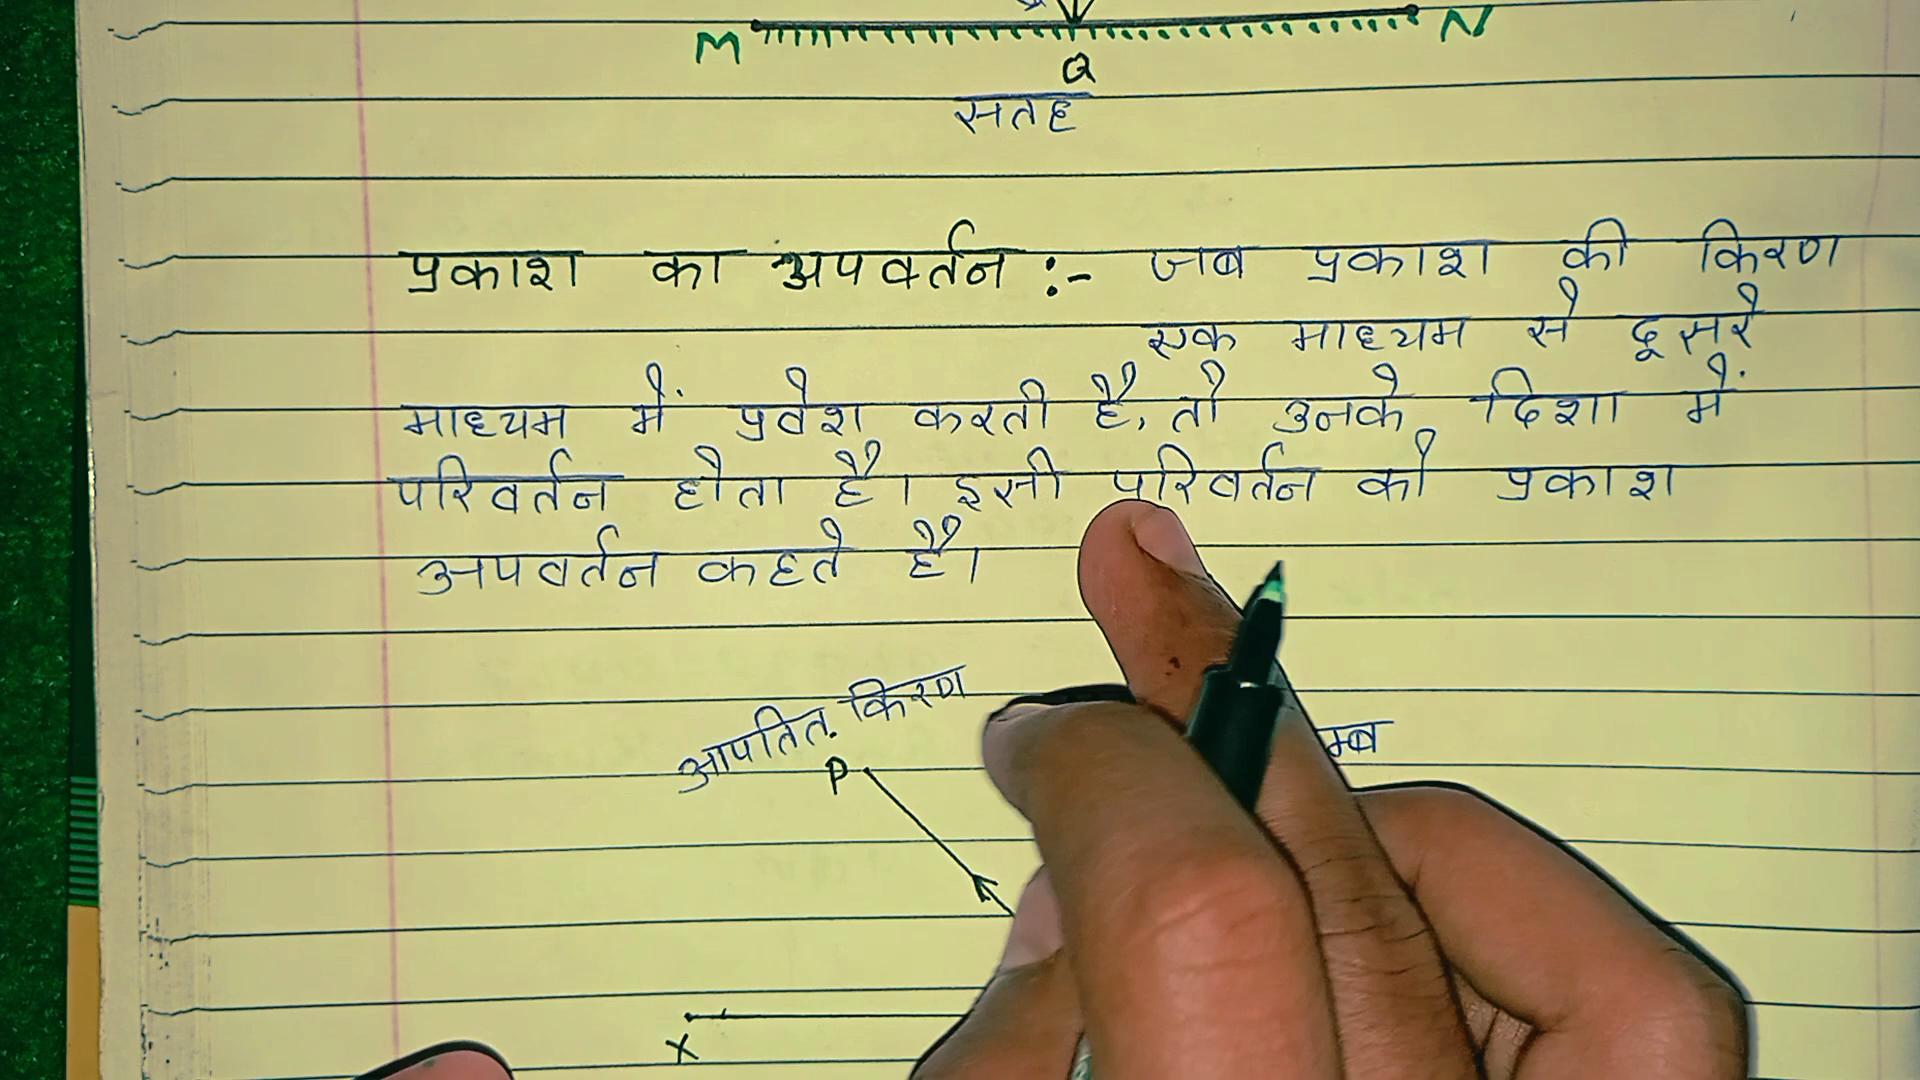 M N
Q
सतह
प्रकाश का अपवर्तन :- जब प्रकाश की किरण
एक माध्यम से दूसरे
माध्यम में प्रवेश करती है, तो उनके दिशा में
परिवर्तन होता है। इसी परिवर्तन को प्रकाश
अपवर्तन कहते है।
आपतित किरण
P
X